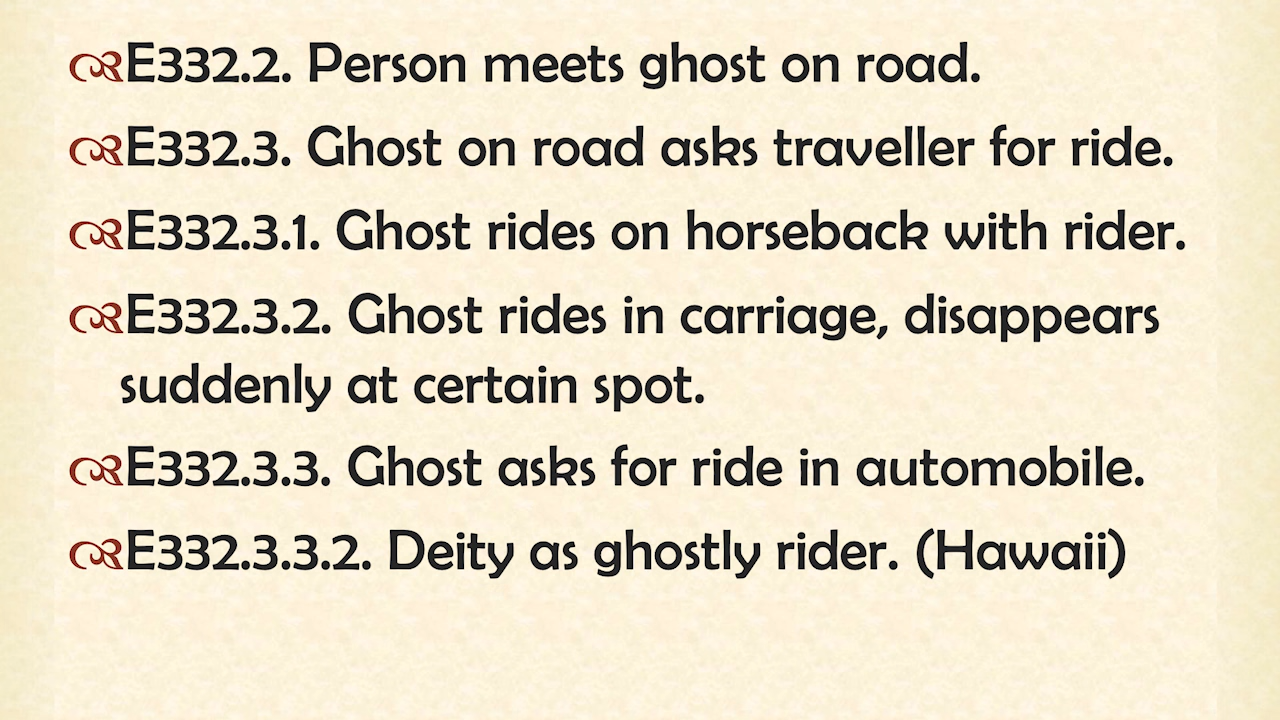 E332.2. Person meets ghost on road.
E332.3. Ghost on road asks traveller for ride.
E332.3.1. Ghost rides on horseback with rider.
E332.3.2. Ghost rides in carriage, disappears
suddenly at certain spot.
E332.3.3. Ghost asks for ride in automobile.
E332.3.3.2. Deity as ghostly rider. (Hawaii)